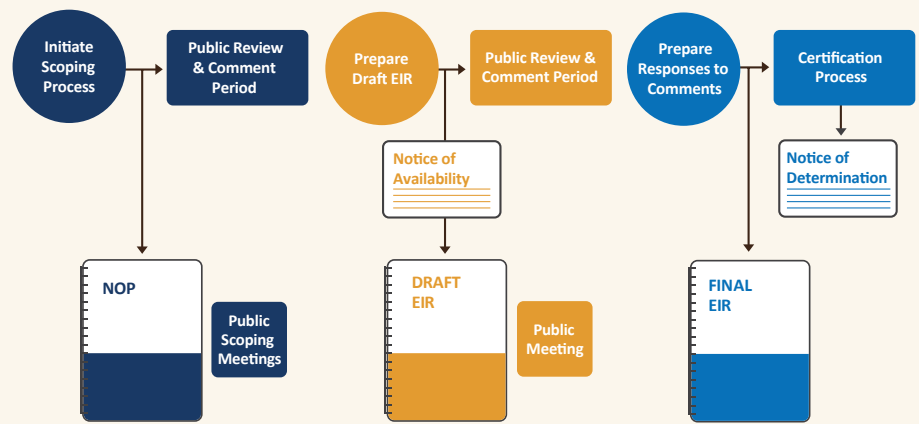 Initiate
Scoping
Process
Public Review
& Comment
Period
NOP
Public
Scoping
Meetings
Prepare
Draft EIR
Public Review &
Comment Period
Notice of
Availability
DRAFT
EIR
Public
Meeting
Prepare
Responses to
Comments
Certification
Process
Notice of
Determination
FINAL
EIR